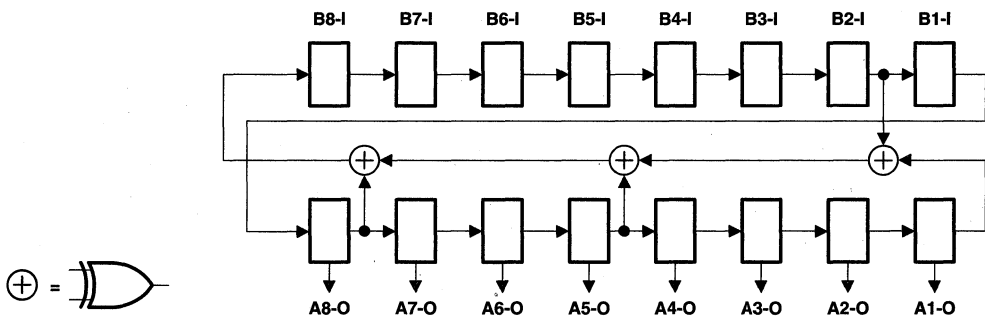 B8-I B7-I B6-I B5-I B4-I B3-I B2-I B1-I
A8-O A7-O A6-O A5-O A4-O A3-O A2-O A1-O
=